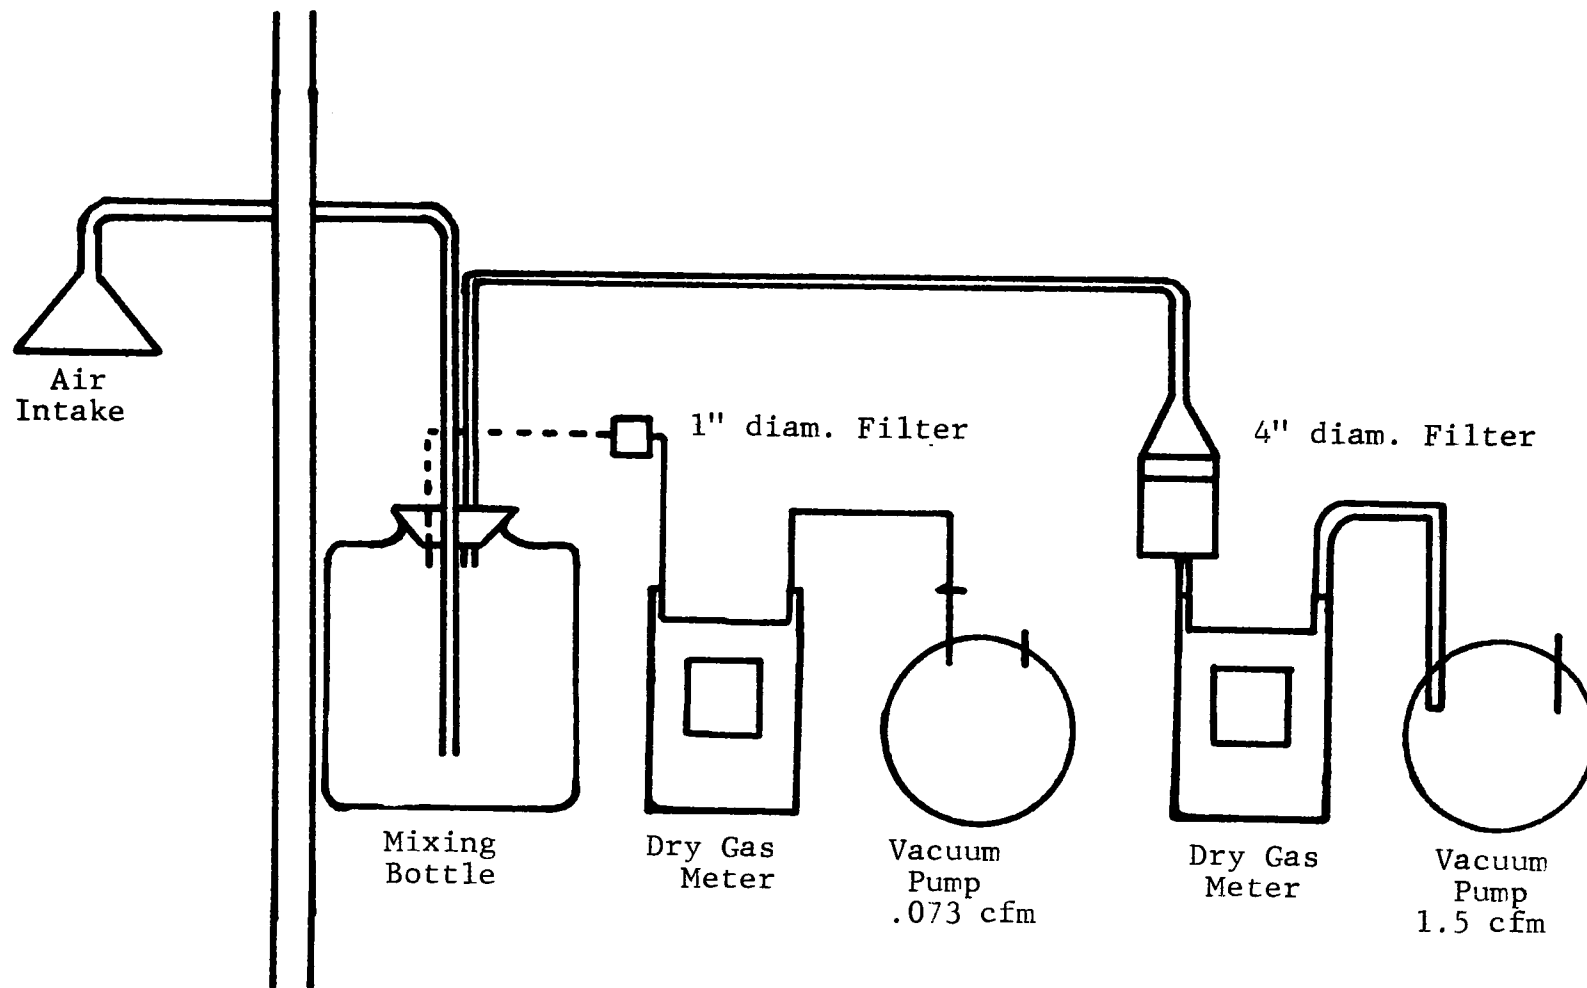 Air
Intake
1" diam. Filter
4" diam. Filter
Mixing
Bottle
Dry Gas
Meter
Vacuum
Pump
.073 cfm
Dry Gas
Meter
Vacuum
Pump
1.5 cfm